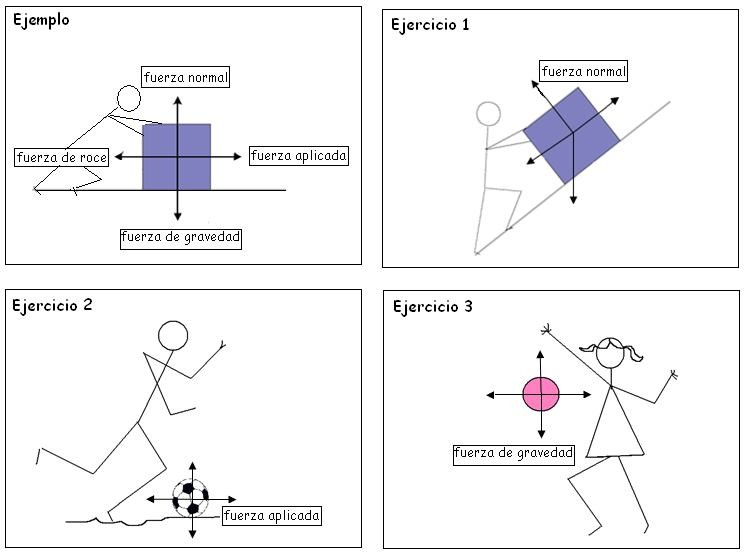 Ejemplo
fuerza normal
fuerza de roce
fuerza aplicada
fuerza de gravedad
Ejercicio 1
fuerza normal
Ejercicio 2
fuerza aplicada
Ejercicio 3
fuerza de gravedad